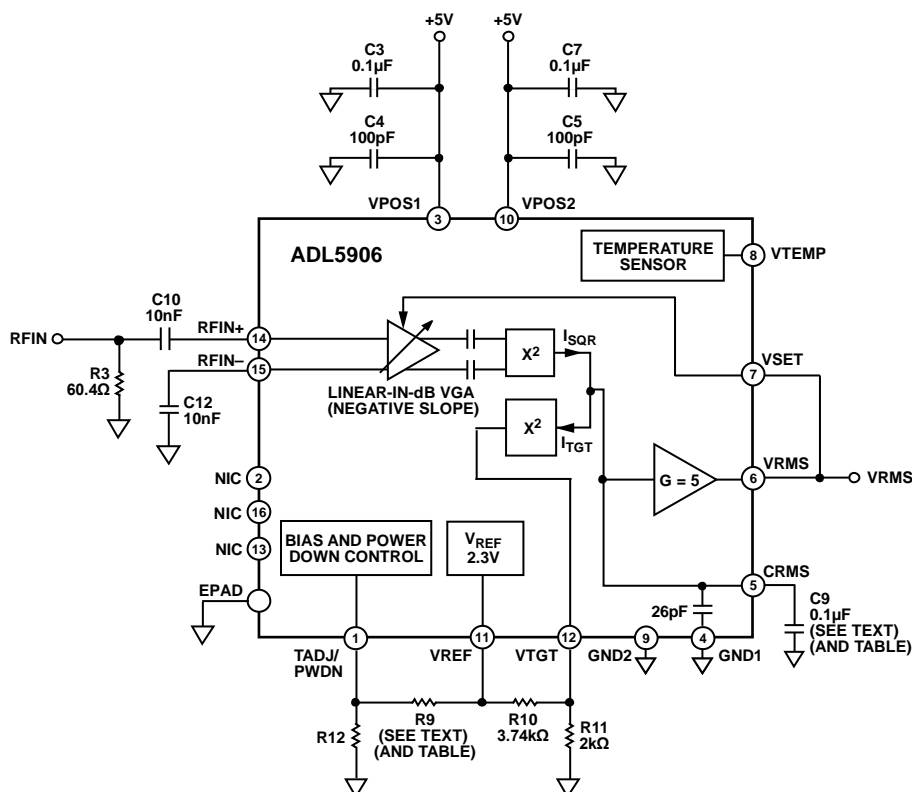 +5V
+5V
C3
0.1µF
C7
0.1µF
C4
100pF
C5
100pF
VPOS1
VPOS2
3
10
ADL5906
TEMPERATURE
SENSOR
8
VTEMP
C10
10nF
RFIN
RFIN+
14
RFIN–
15
R3
60.4Ω
C12
10nF
LINEAR-IN-dB VGA
(NEGATIVE SLOPE)
X2
ISQR
X2
ITGT
VSET
7
G = 5
VRMS
6
VRMS
NIC
2
NIC
16
NIC
13
BIAS AND POWER
DOWN CONTROL
VREF
2.3V
CRMS
5
26pF
C9
0.1µF
(SEE TEXT)
(AND TABLE)
EPAD
1
11
12
9
4
TADJ/
PWDN
VREF
VTGT
GND2
GND1
R9
(SEE TEXT)
(AND TABLE)
R10
3.74kΩ
R12
R11
2kΩ